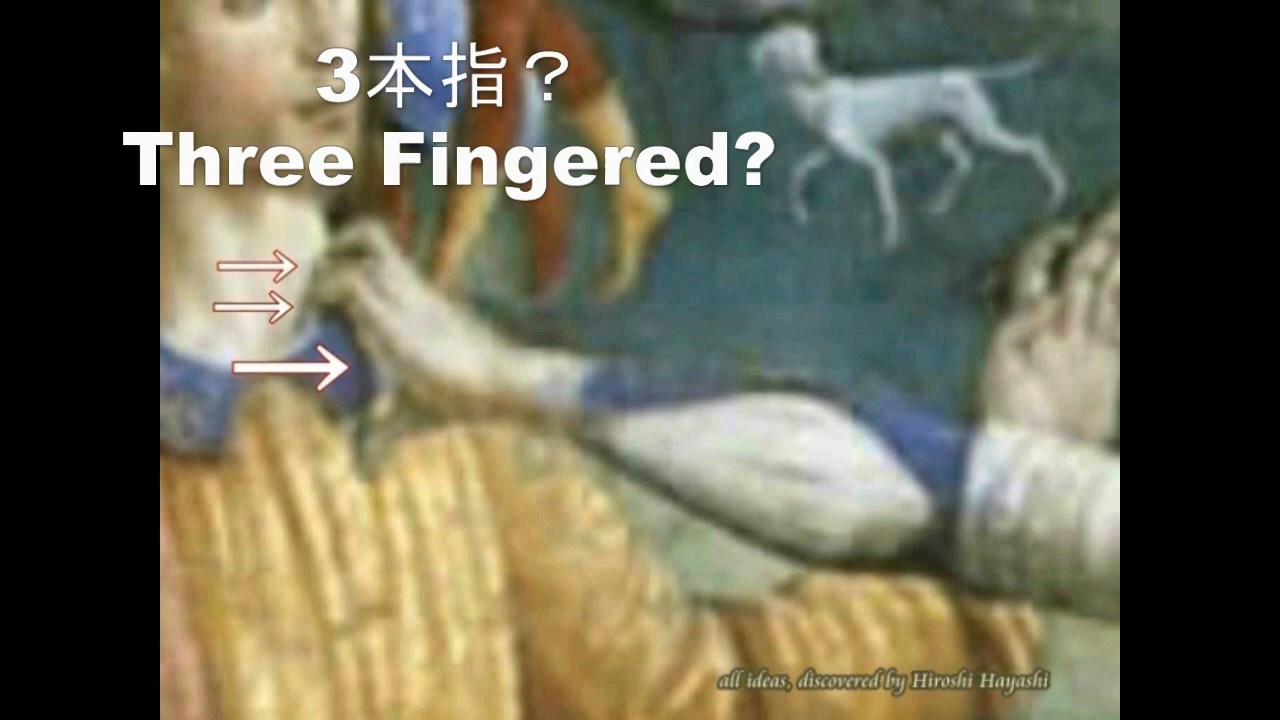 3本指？
Three Fingered?
all ideas, discovered by Hiroshi Hayashi